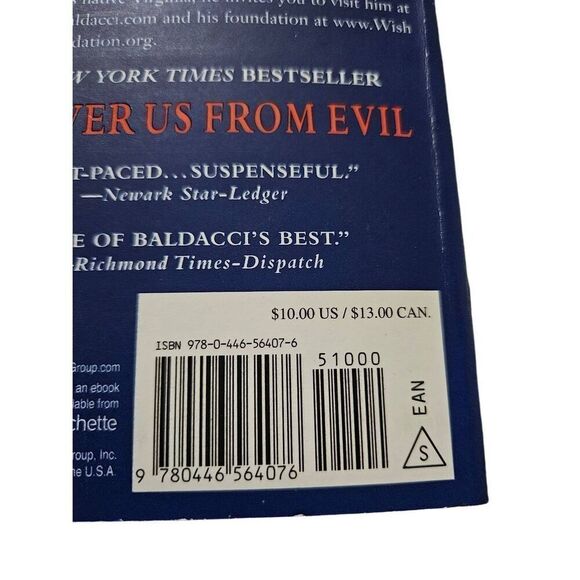 native Virginia, he invites you to visit him at
aldacci.com and his foundation at www.Wish
dation.org.
W YORK TIMES BESTSELLER
VER US FROM EVIL
T-PACED...SUSPENSEFUL."
—Newark Star-Ledger
E OF BALDACCI'S BEST."
-Richmond Times-Dispatch
$10.00 US / $13.00 CAN.
ISBN 978-0-446-56407-6
51000
EAN
S
9 780446 564076
Group.com
an ebook
lable from
chette
roup, Inc.
e U.S.A.